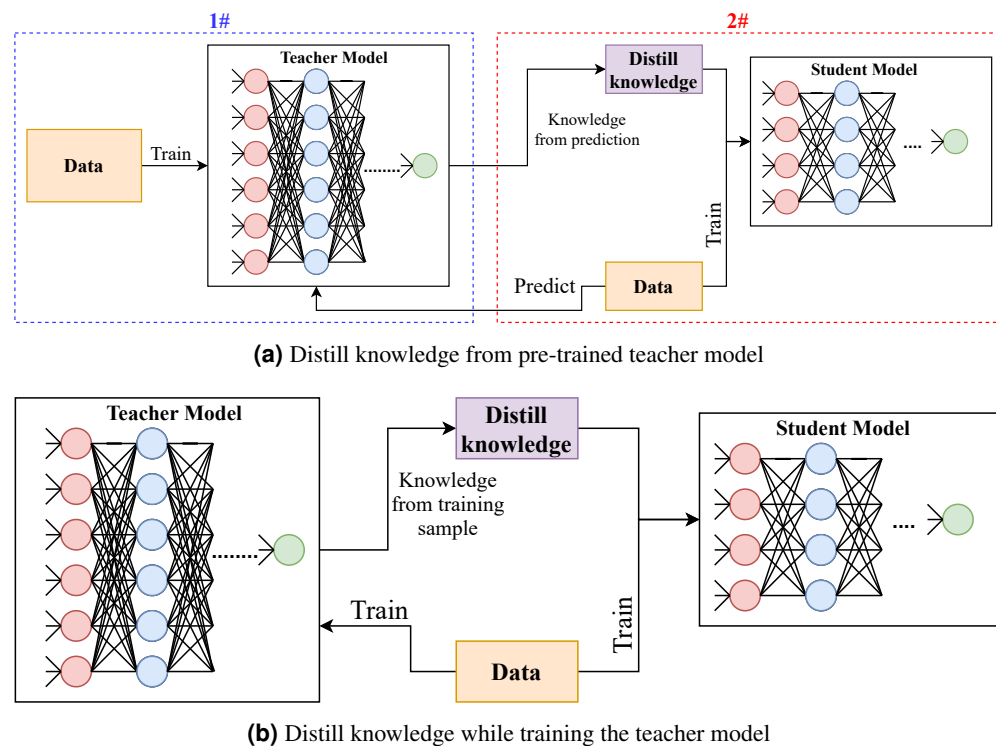 1#
2#
Teacher Model
Data
Train
........
Distill
knowledge
Knowledge
from prediction
Student Model
....
Train
Predict
Data
(a) Distill knowledge from pre-trained teacher model
Teacher Model
........
Distill
knowledge
Knowledge
from training
sample
Student Model
....
Train
Train
Data
(b) Distill knowledge while training the teacher model